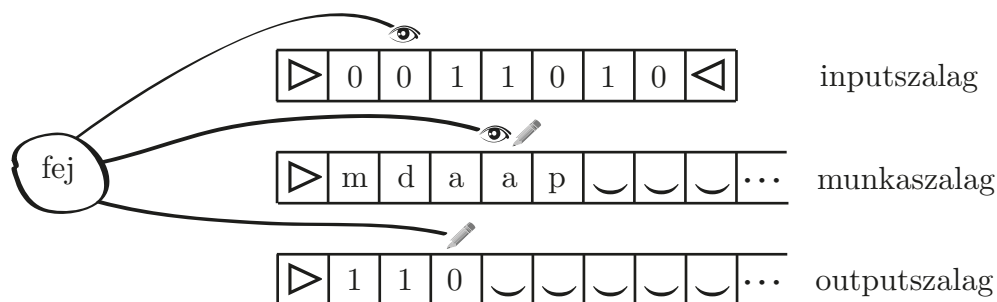 ▷ 0 0 1 1 0 1 0 ◁ inputszalag
fej
▷ m d a a p ⌣ ⌣ ⌣ ... munkaszalag
▷ 1 1 0 ⌣ ⌣ ⌣ ⌣ ⌣ ... outputszalag